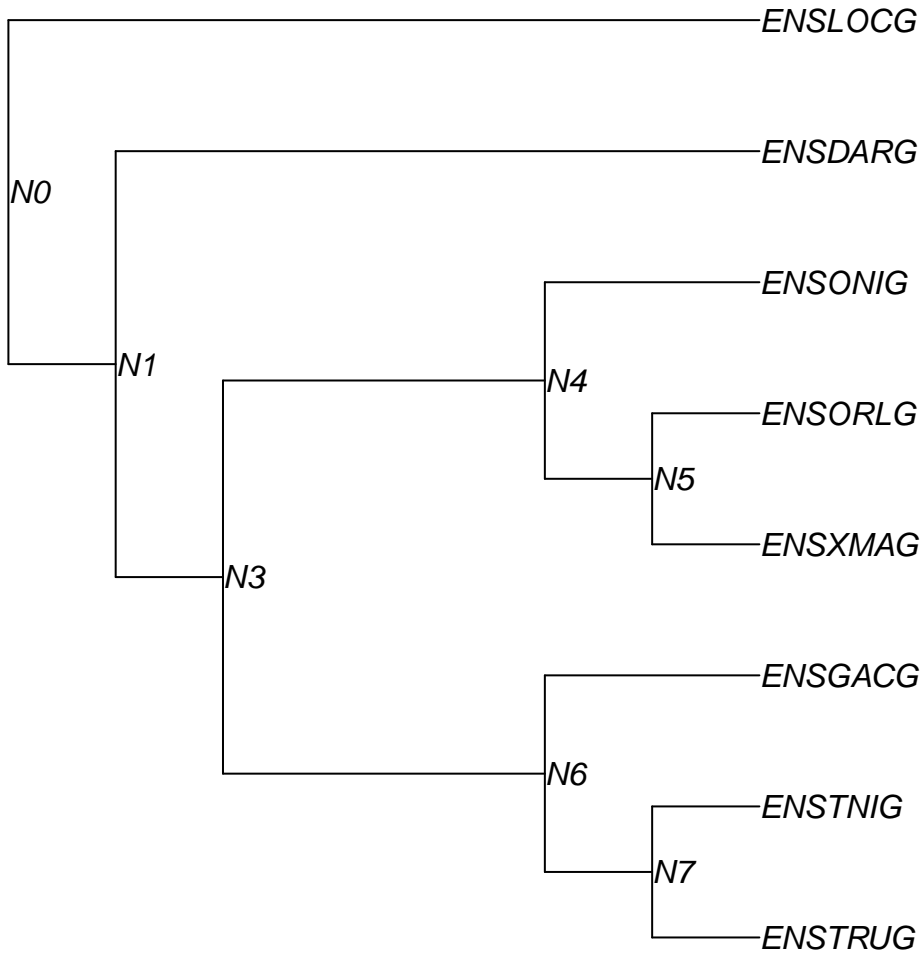 ENSLOCG
ENSDARG
N0
ENSONIG
N1
N4
ENSORLG
N5
ENSXMAG
N3
ENSGACG
N6
ENSTNIG
N7
ENSTRUG